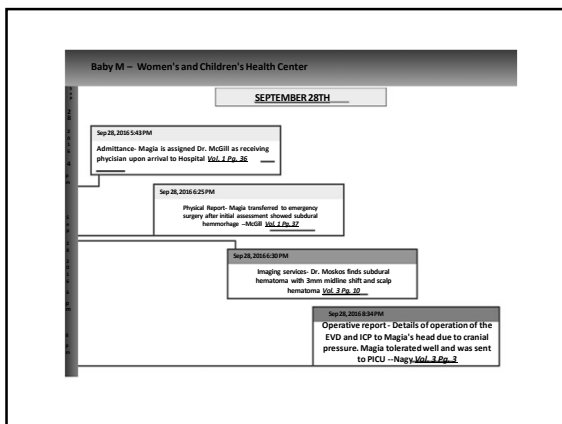 Baby M – Women's and Children's Health Center
SEPTEMBER 28TH
Sep 28, 2016 5:43 PM
Admittance- Magia is assigned Dr. McGill as receiving
phycisian upon arrival to Hospital Vol. 1 Pg. 36
Sep 28, 2016 6:25 PM
Physical Report- Magia transferred to emergency
surgery after initial assessment showed subdural
hemmorhage –McGill Vol. 1 Pg. 37
Sep 28, 2016 6:30 PM
Imaging services- Dr. Moskos finds subdural
hematoma with 3mm midline shift and scalp
hematoma Vol. 3 Pg. 10
Sep 28, 2016 8:34 PM
Operative report - Details of operation of the
EVD and ICP to Magia's head due to cranial
pressure. Magia tolerated well and was sent
to PICU --Nagy Vol. 3 Pg. 3